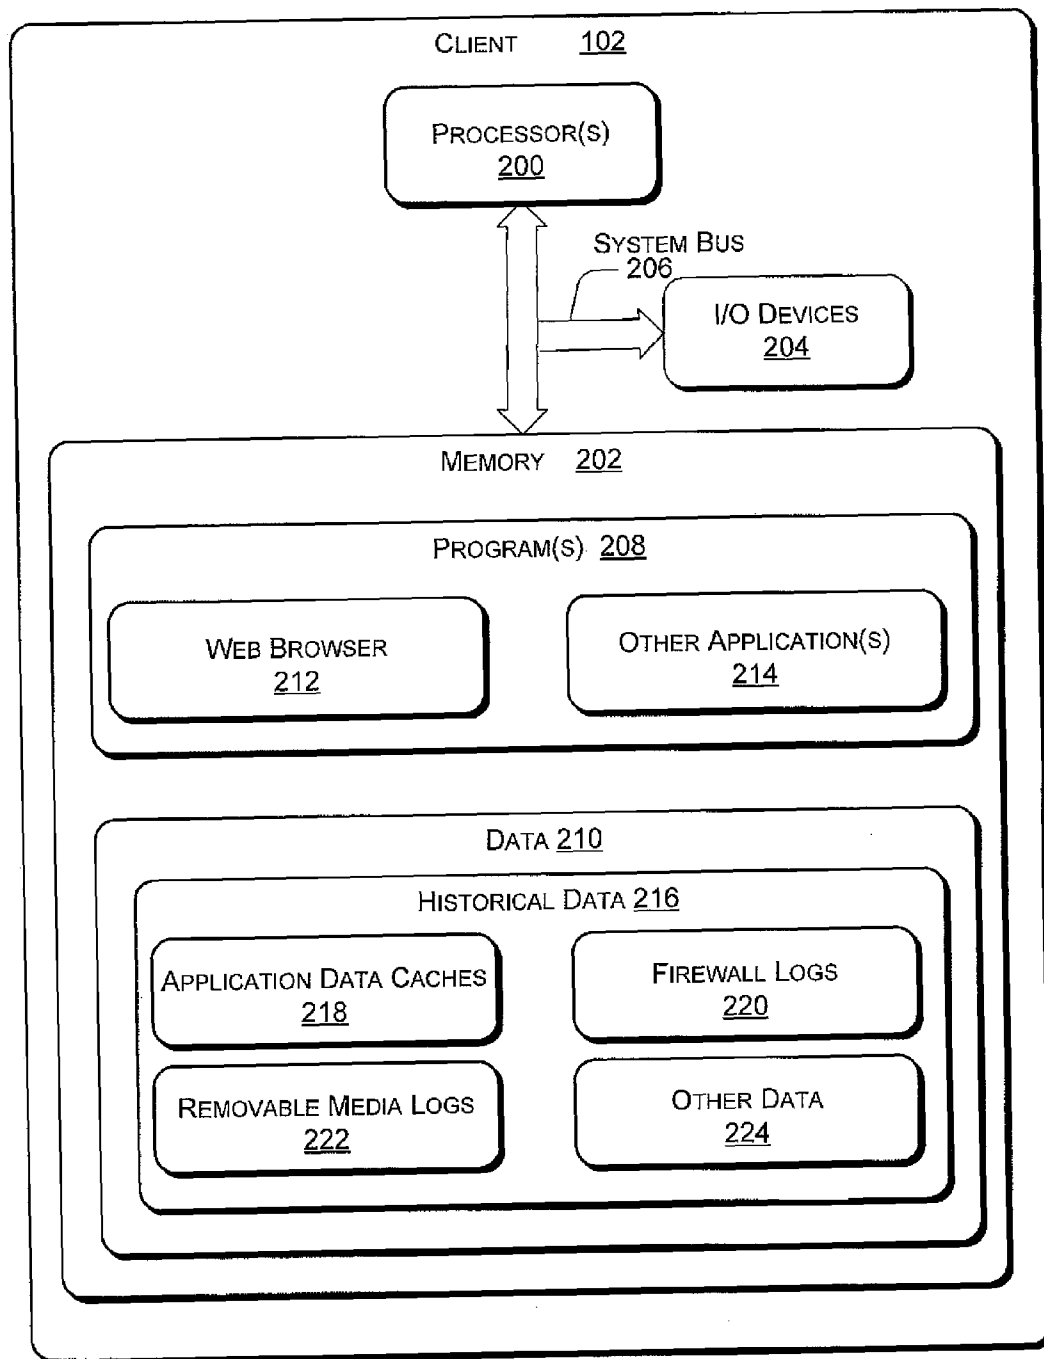 CLIENT 102
PROCESSOR(S)
200
SYSTEM BUS
206
I/O DEVICES
204
MEMORY 202
PROGRAM(S) 208
WEB BROWSER
212
OTHER APPLICATION(S)
214
DATA 210
HISTORICAL DATA 216
APPLICATION DATA CACHES
218
FIREWALL LOGS
220
REMOVABLE MEDIA LOGS
222
OTHER DATA
224